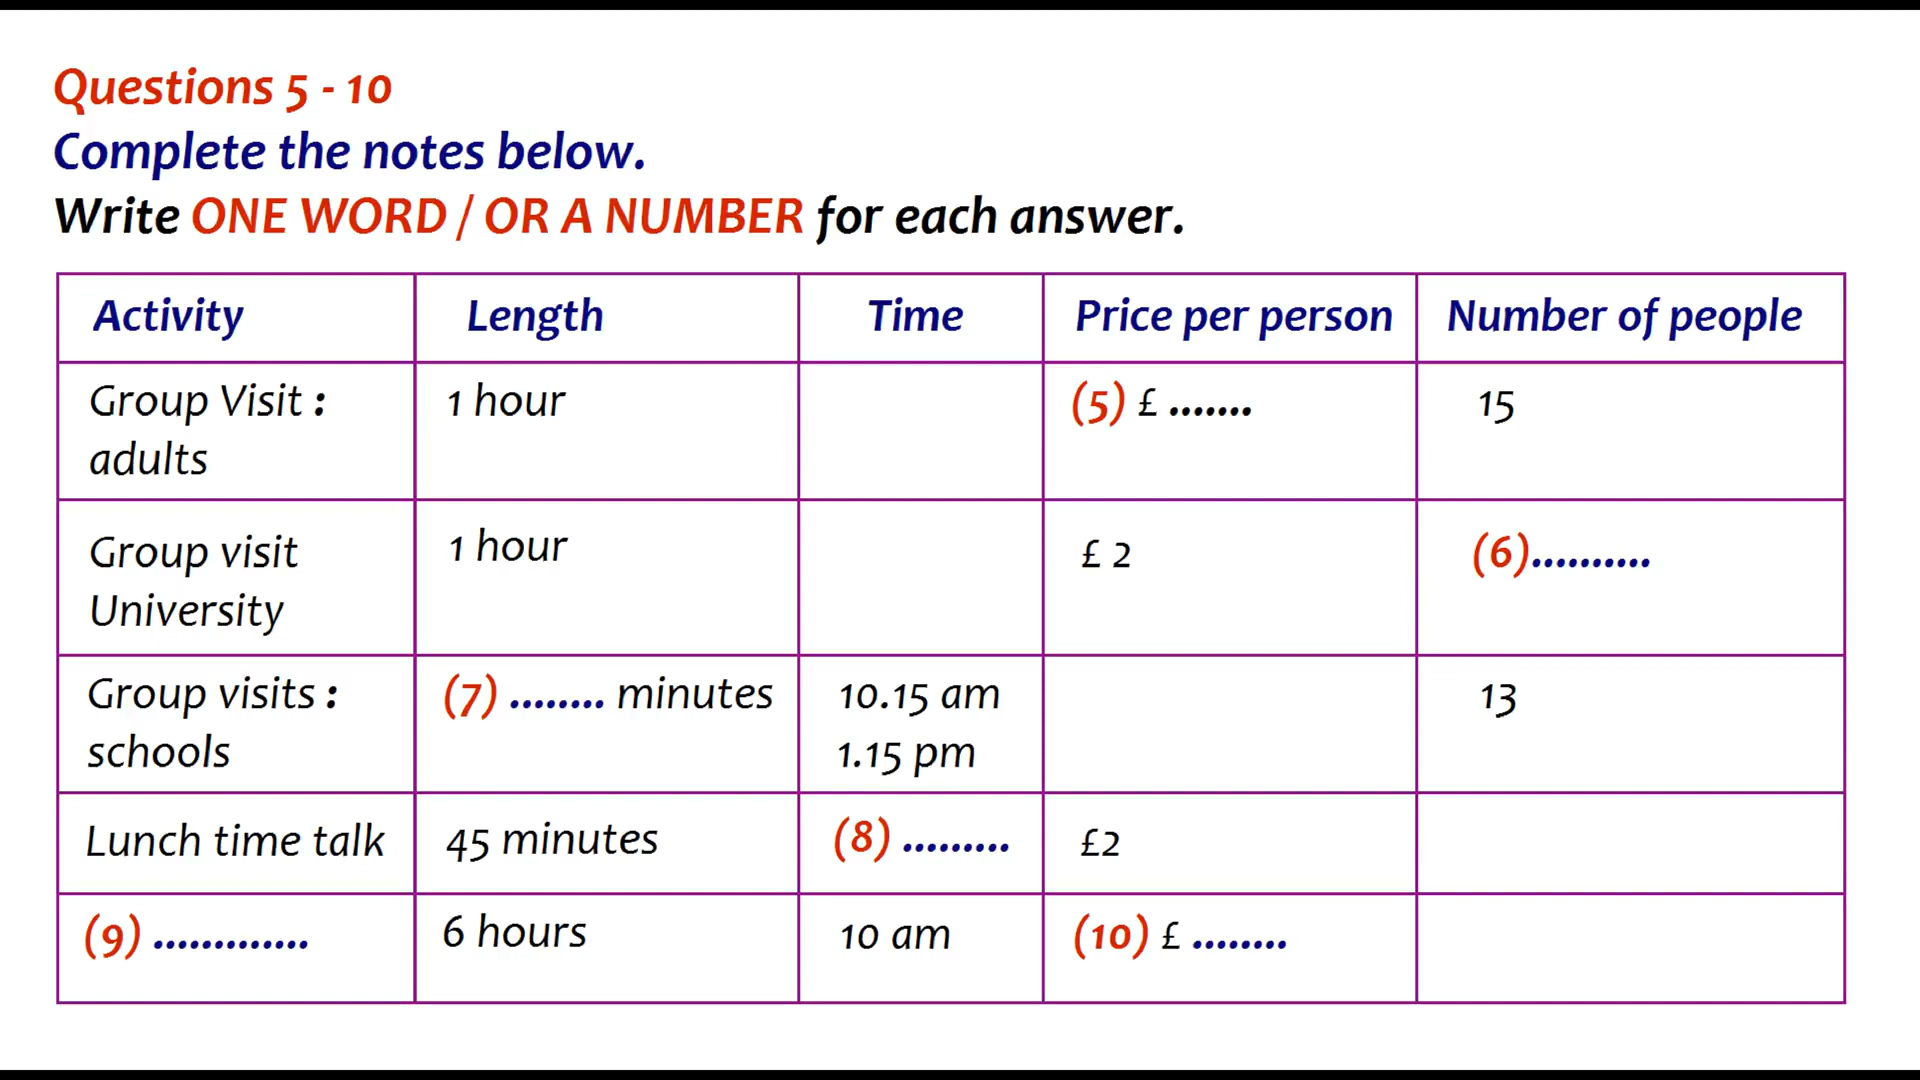 Questions 5 - 10
Complete the notes below.
Write ONE WORD / OR A NUMBER for each answer.
Activity Length Time Price per person Number of people
Group Visit : 1 hour (5) £ ....... 15
adults
Group visit 1 hour £ 2 (6)..........
University
Group visits : (7) ........ minutes 10.15 am 13
schools 1.15 pm
Lunch time talk 45 minutes (8) ......... £2
(9) ............. 6 hours 10 am (10) £ ........